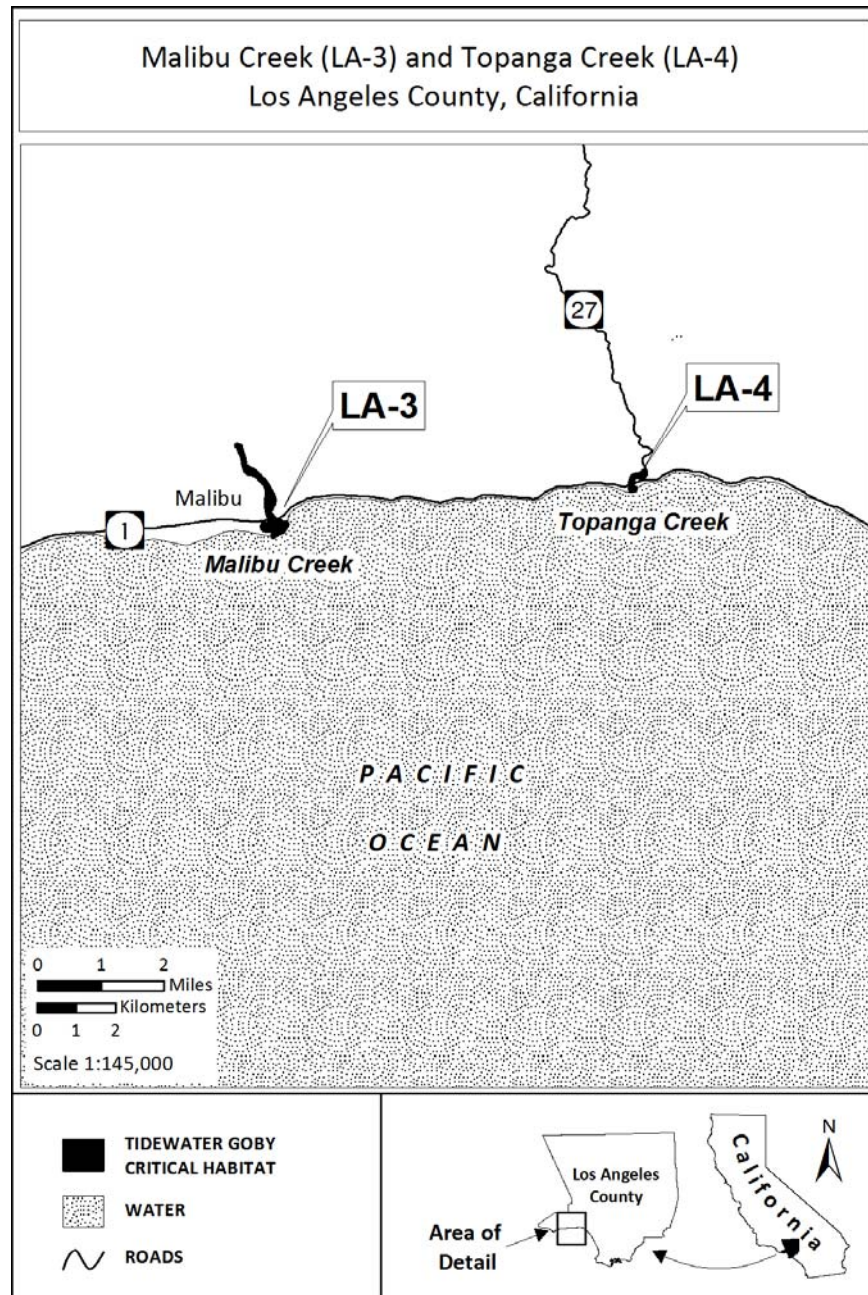 Malibu Creek (LA-3) and Topanga Creek (LA-4)
Los Angeles County, California
27
LA-3
LA-4
Malibu
1
Malibu Creek
Topanga Creek
PACIFIC
OCEAN
0 1 2
Miles
Kilometers
0 1 2
Scale 1:145,000
TIDEWATER GOBY
CRITICAL HABITAT
WATER
ROADS
Los Angeles
County
Area of
Detail
California
N